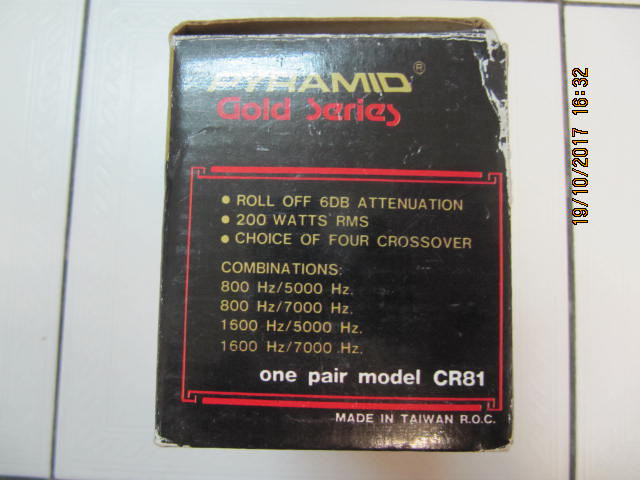 PYRAMID®
Gold Series
● ROLL OFF 6DB ATTENUATION
● 200 WATTS RMS
● CHOICE OF FOUR CROSSOVER
COMBINATIONS:
800 Hz/5000 Hz.
800 Hz/7000 Hz.
1600 Hz/5000 Hz.
1600 Hz/7000 Hz.
one pair model CR81
MADE IN TAIWAN R.O.C.
19/10/2017 16:32